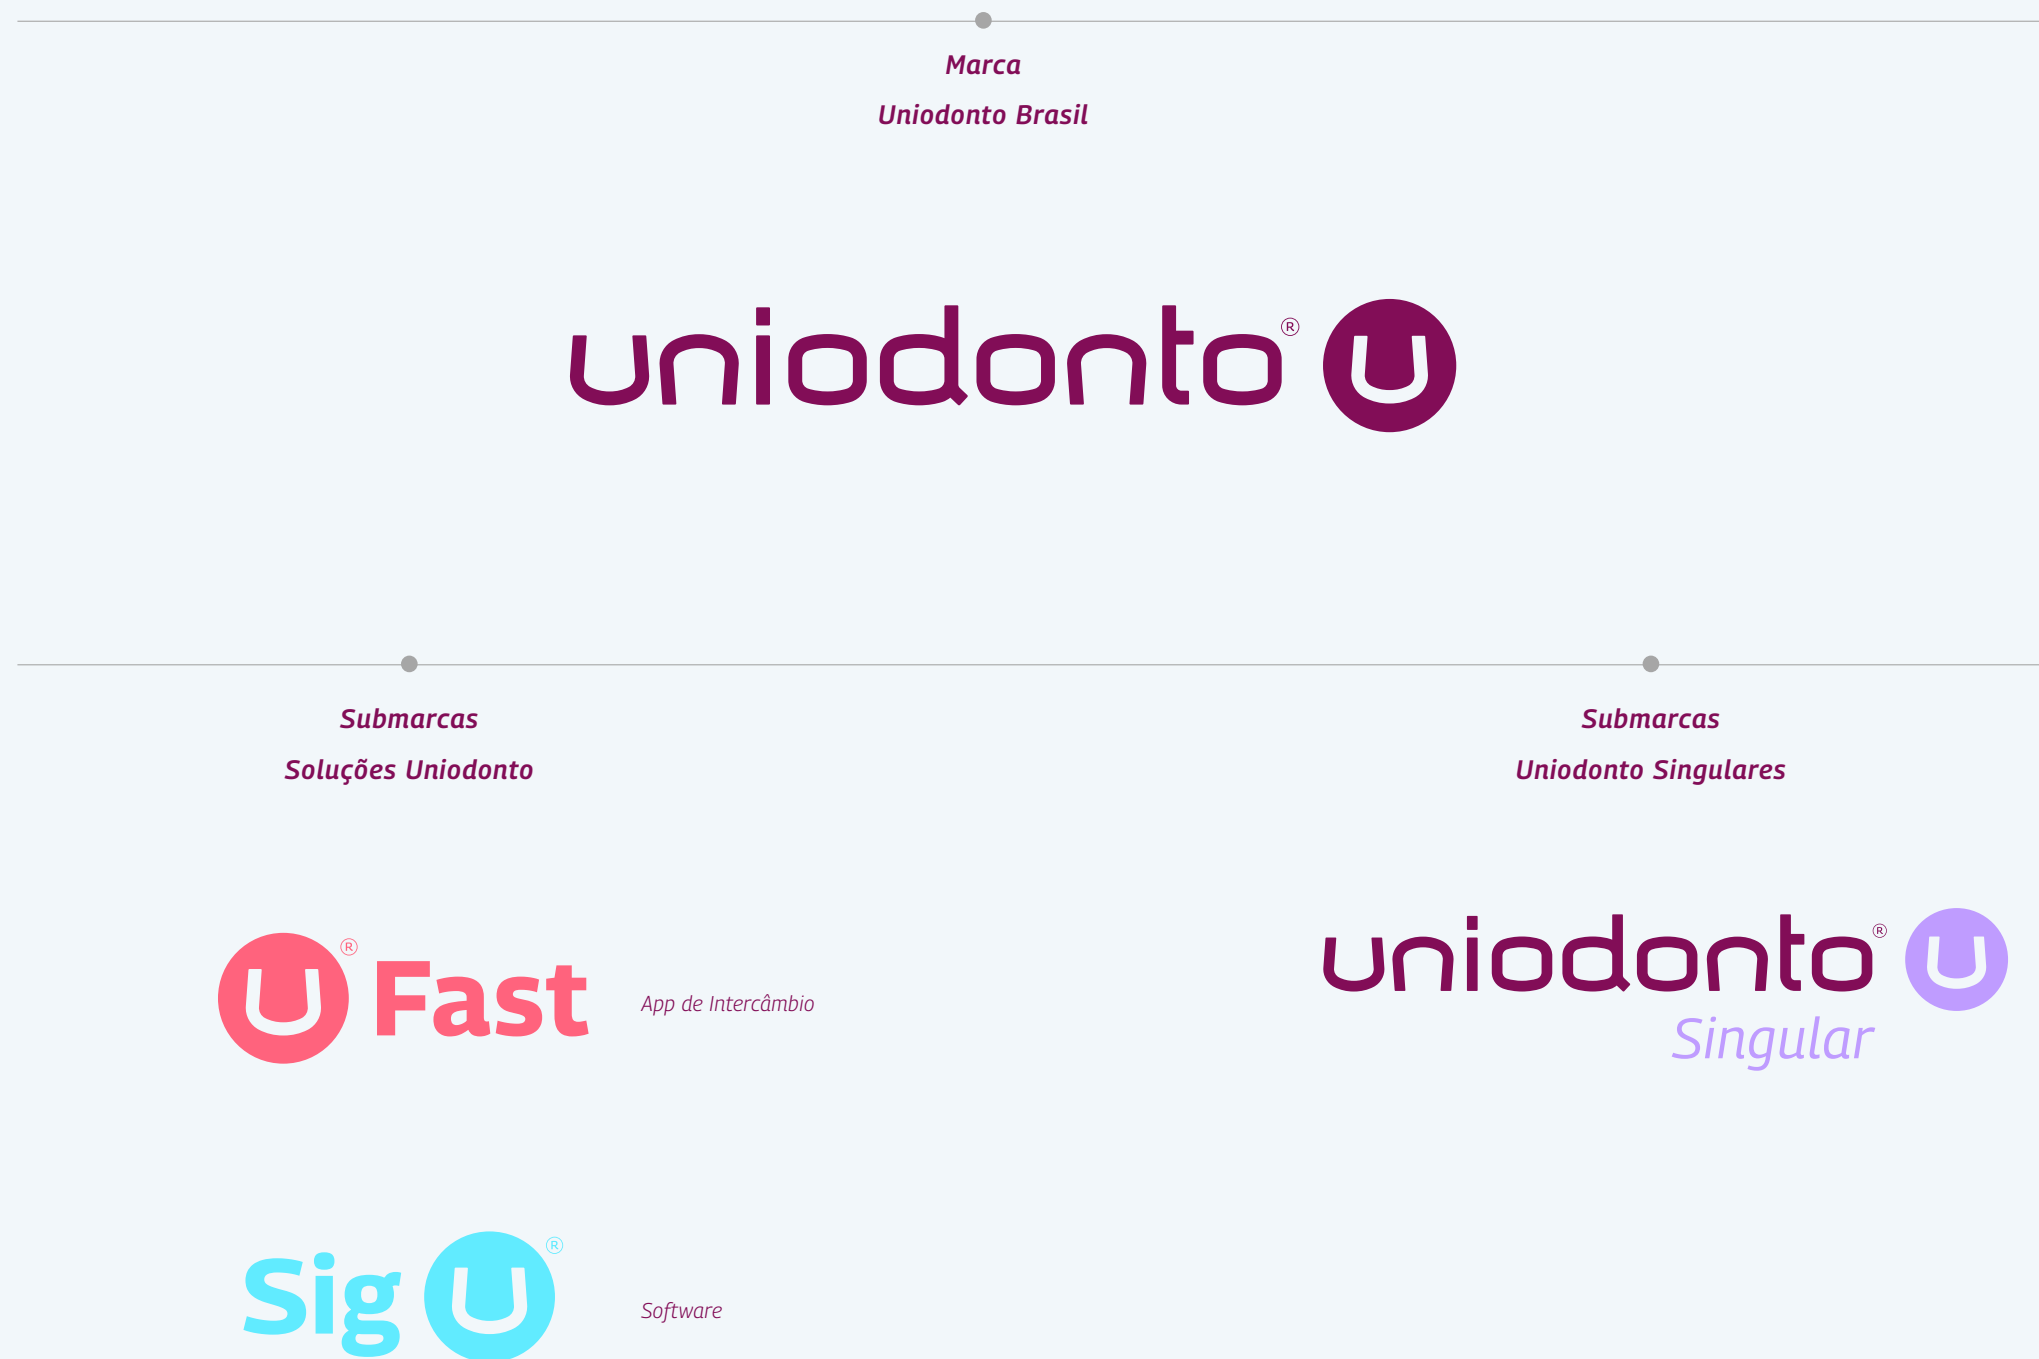 Marca
Uniodonto Brasil
uniodonto® U
Submarcas
Soluções Uniodonto
U® Fast
App de Intercâmbio
Sig U®
Software
Submarcas
Uniodonto Singulares
uniodonto® U
Singular